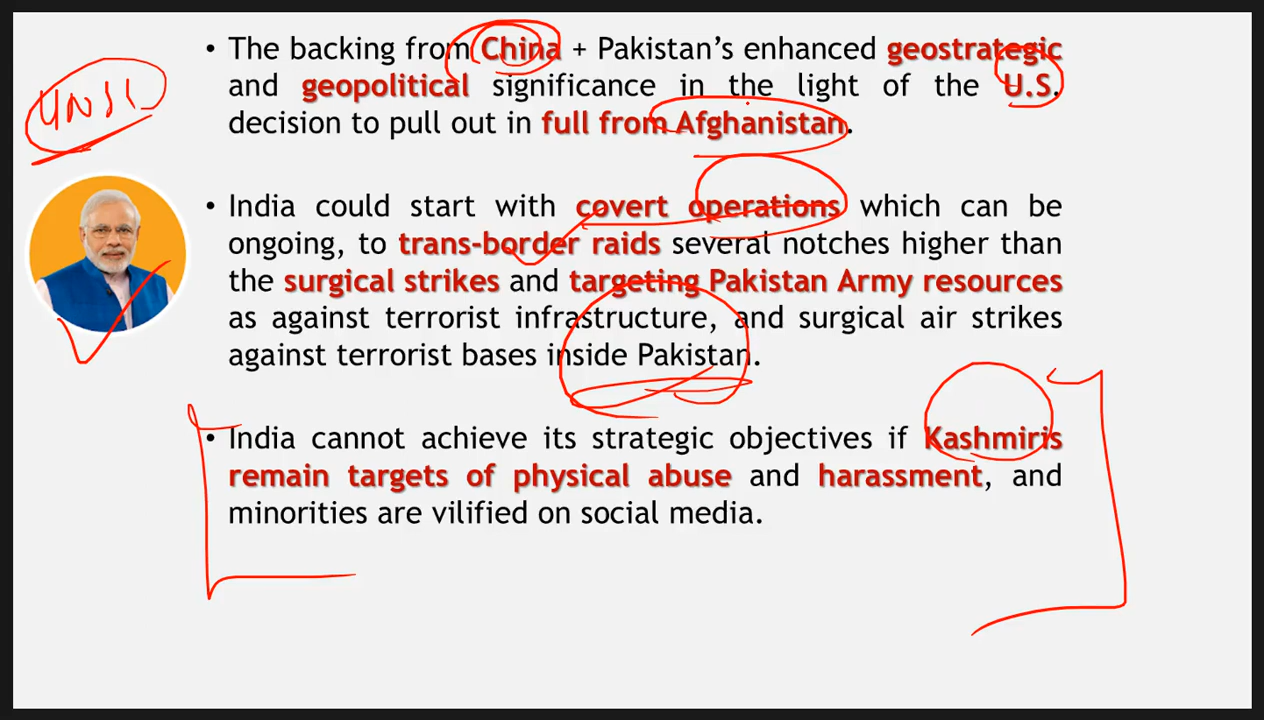 The backing from China + Pakistan's enhanced geostrategic
and geopolitical significance in the light of the U.S.
decision to pull out in full from Afghanistan.
India could start with covert operations which can be
ongoing, to trans-border raids several notches higher than
the surgical strikes and targeting Pakistan Army resources
as against terrorist infrastructure, and surgical air strikes
against terrorist bases inside Pakistan.
India cannot achieve its strategic objectives if Kashmiris
remain targets of physical abuse and harassment, and
minorities are vilified on social media.